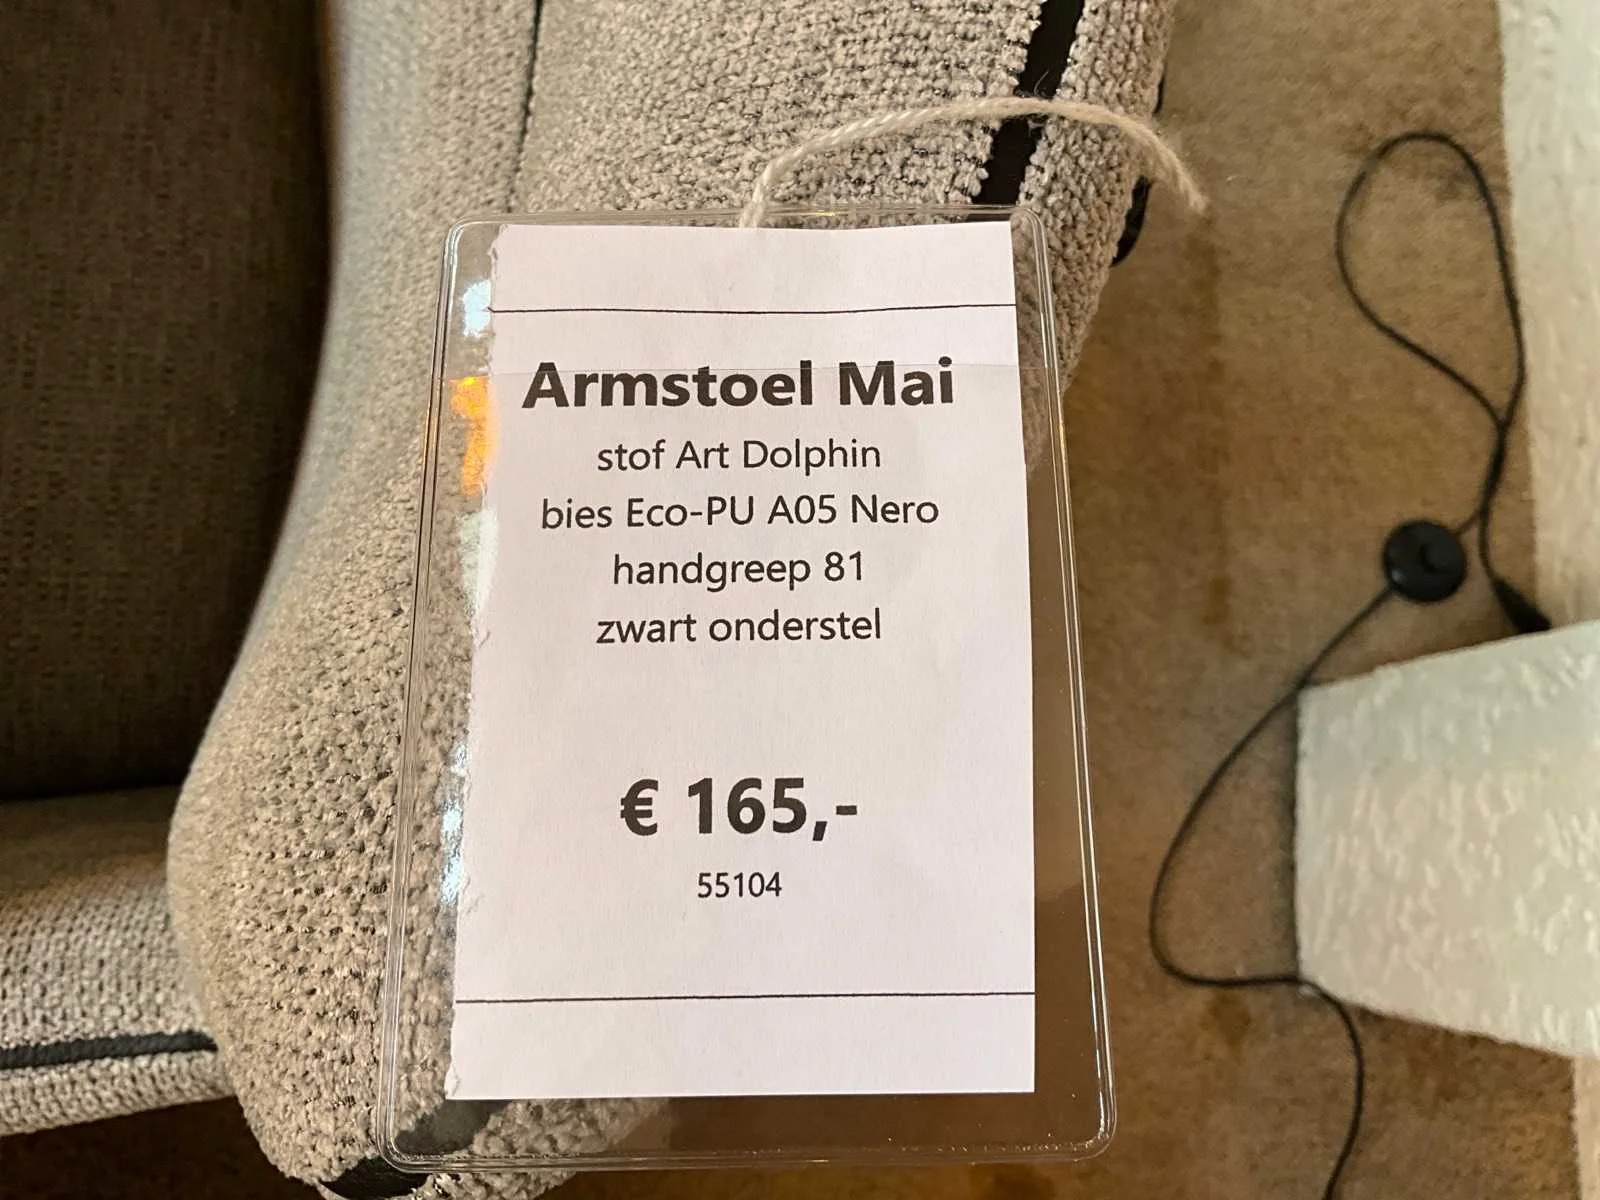 Armstoel Mai
stof Art Dolphin
bies Eco-PU A05 Nero
handgreep 81
zwart onderstel
€ 165,-
55104